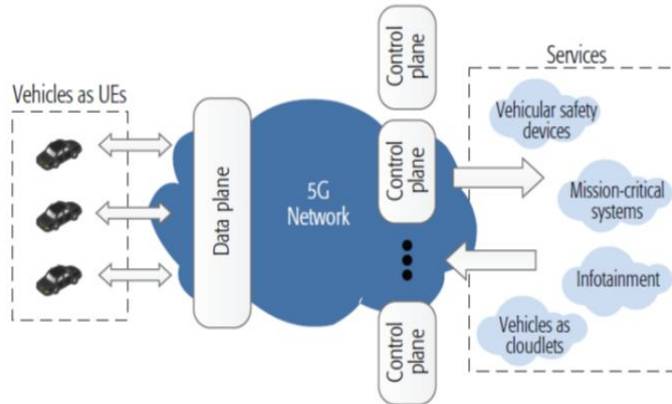 Vehicles as UEs
Data plane
5G
Network
Control
plane
Control
plane
Control
plane
Services
Vehicular safety
devices
Mission-critical
systems
Infotainment
Vehicles as
cloudlets